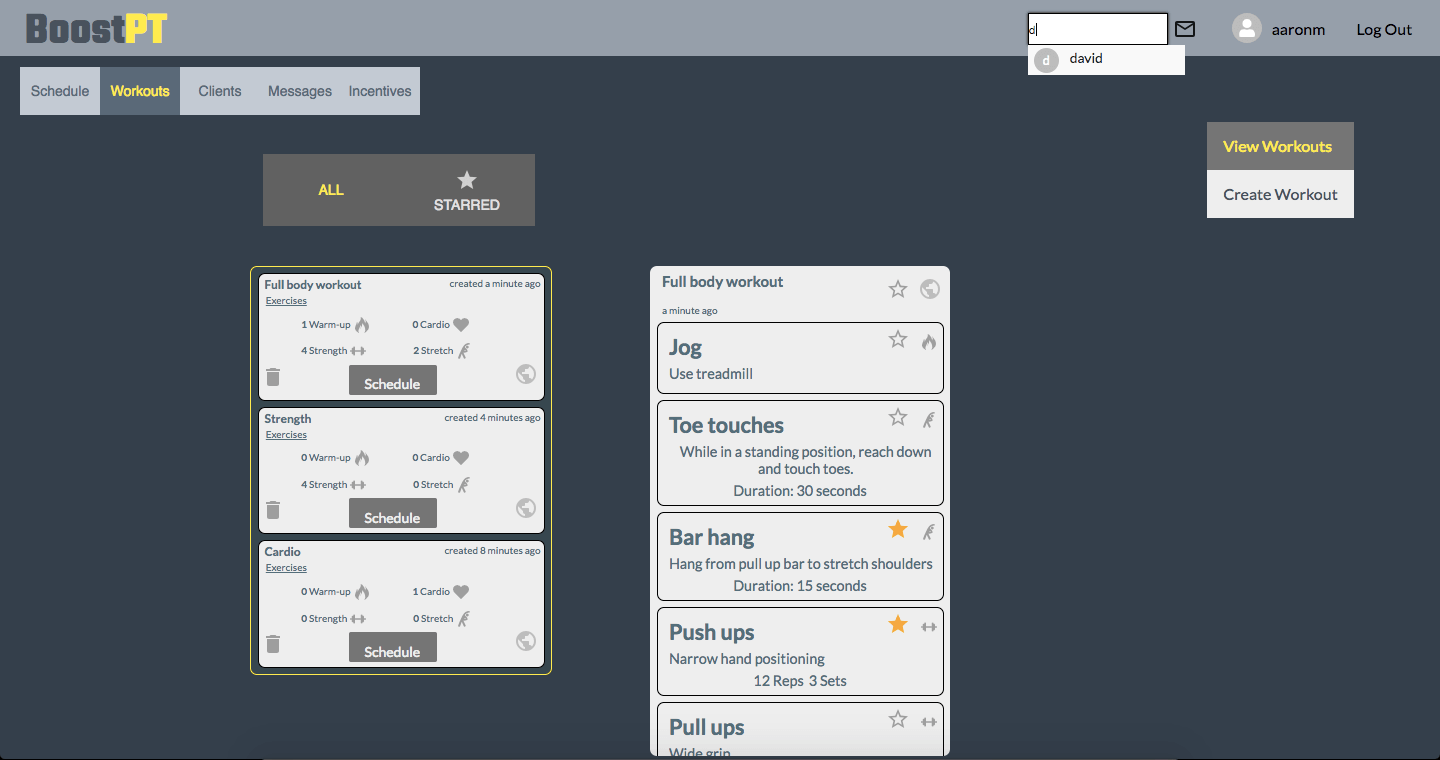 BoostPT
d
aaronm
Log Out
d
david
Schedule
Workouts
Clients
Messages
Incentives
View Workouts
Create Workout
ALL
STARRED
Full body workout
created a minute ago
Exercises
1 Warm-up
0 Cardio
4 Strength
2 Stretch
Schedule
Strength
created 4 minutes ago
Exercises
0 Warm-up
0 Cardio
4 Strength
0 Stretch
Schedule
Cardio
created 8 minutes ago
Exercises
0 Warm-up
1 Cardio
0 Strength
0 Stretch
Schedule
Full body workout
a minute ago
Jog
Use treadmill
Toe touches
While in a standing position, reach down
and touch toes.
Duration: 30 seconds
Bar hang
Hang from pull up bar to stretch shoulders
Duration: 15 seconds
Push ups
Narrow hand positioning
12 Reps 3 Sets
Pull ups
Wide grip